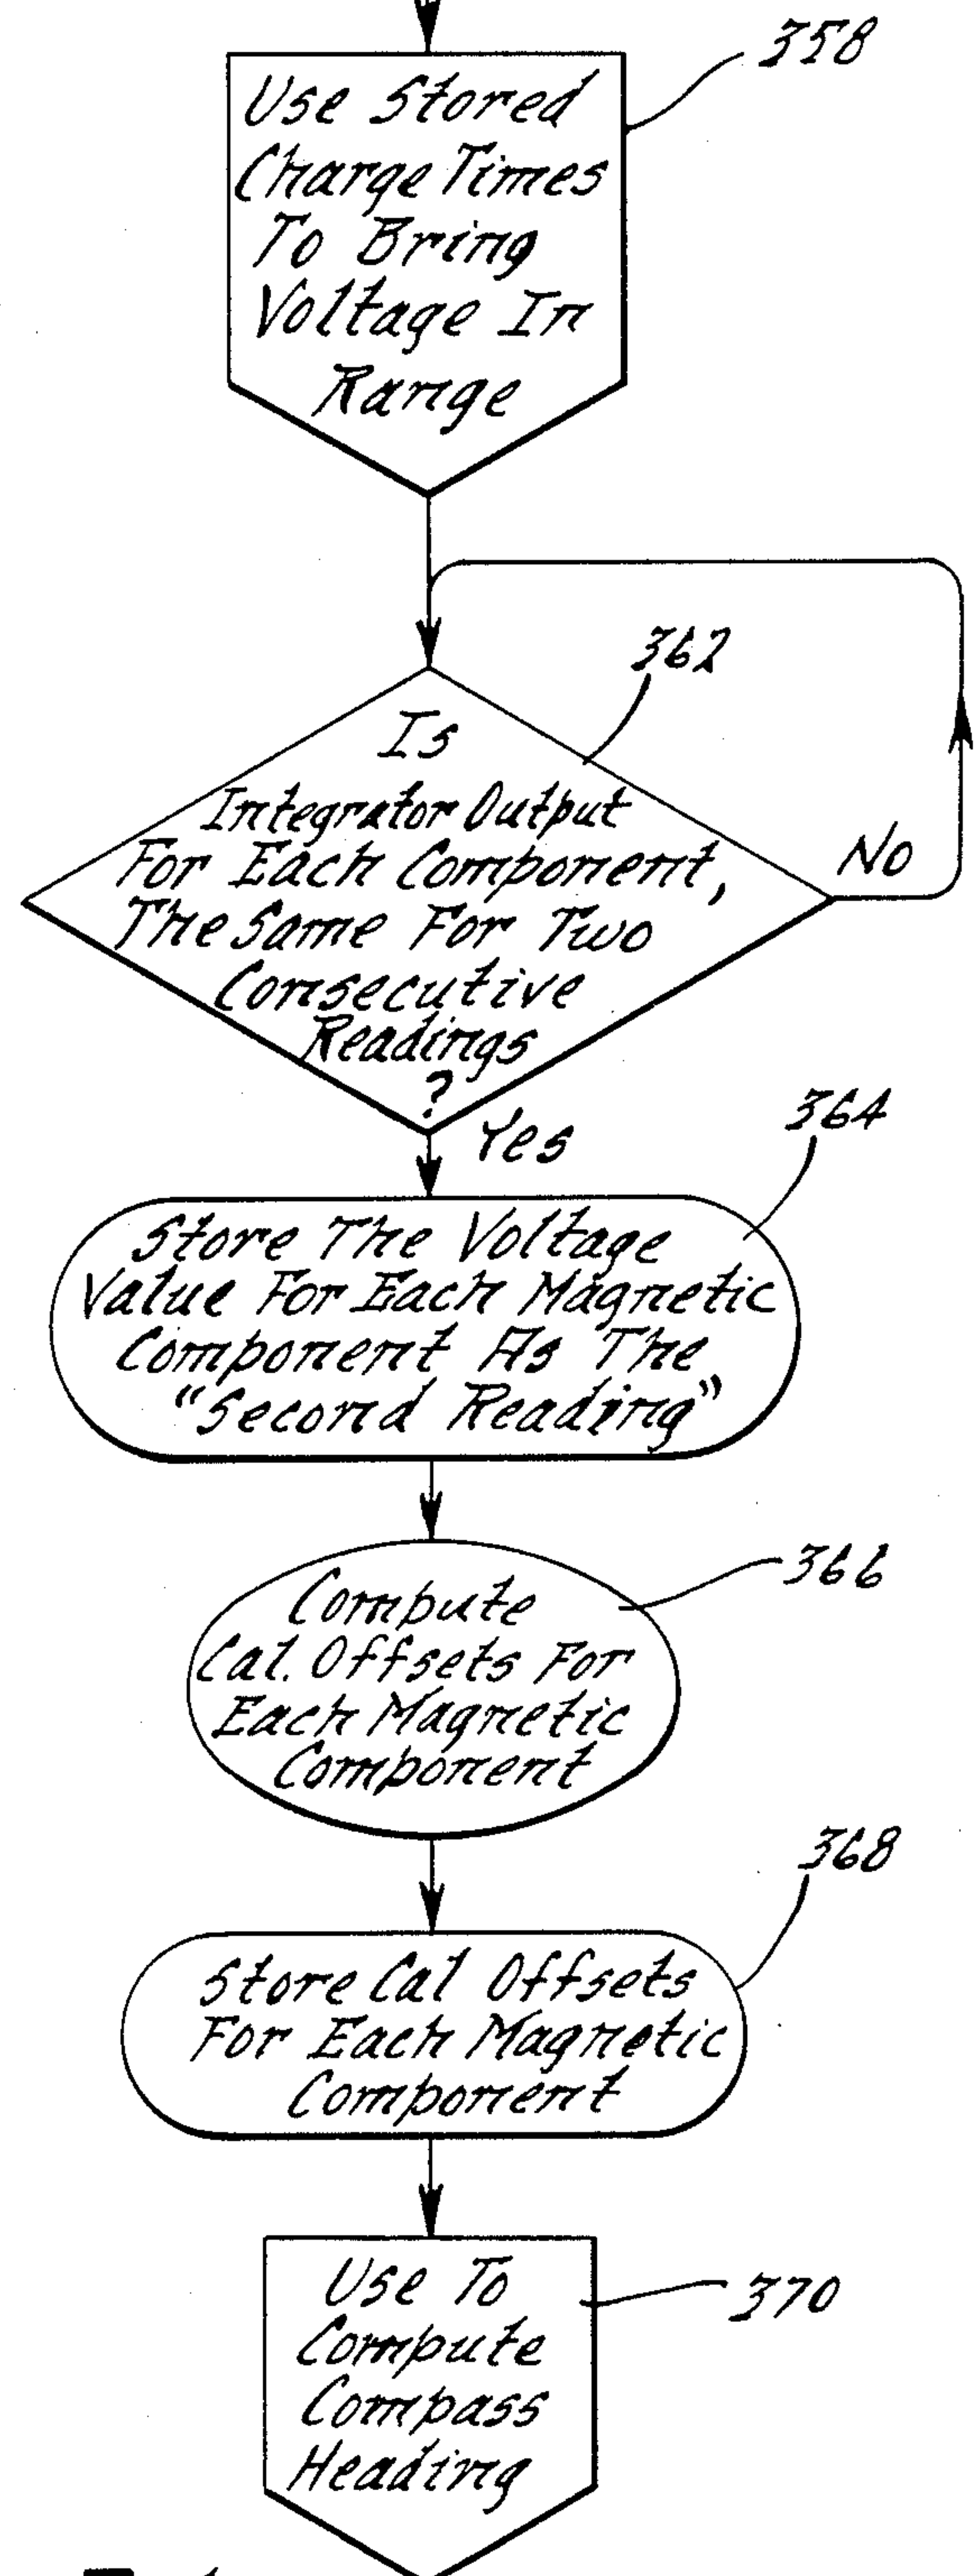 358
Use Stored
Charge Times
To Bring
Voltage In
Range
362
Is
Integrator Output
For Each Component,
The Same For Two
Consecutive
Readings
?
No
Yes
364
Store The Voltage
Value For Each Magnetic
Component As The
"Second Reading"
366
Compute
Cal. Offsets For
Each Magnetic
Component
368
Store Cal Offsets
For Each Magnetic
Component
370
Use To
Compute
Compass
Heading